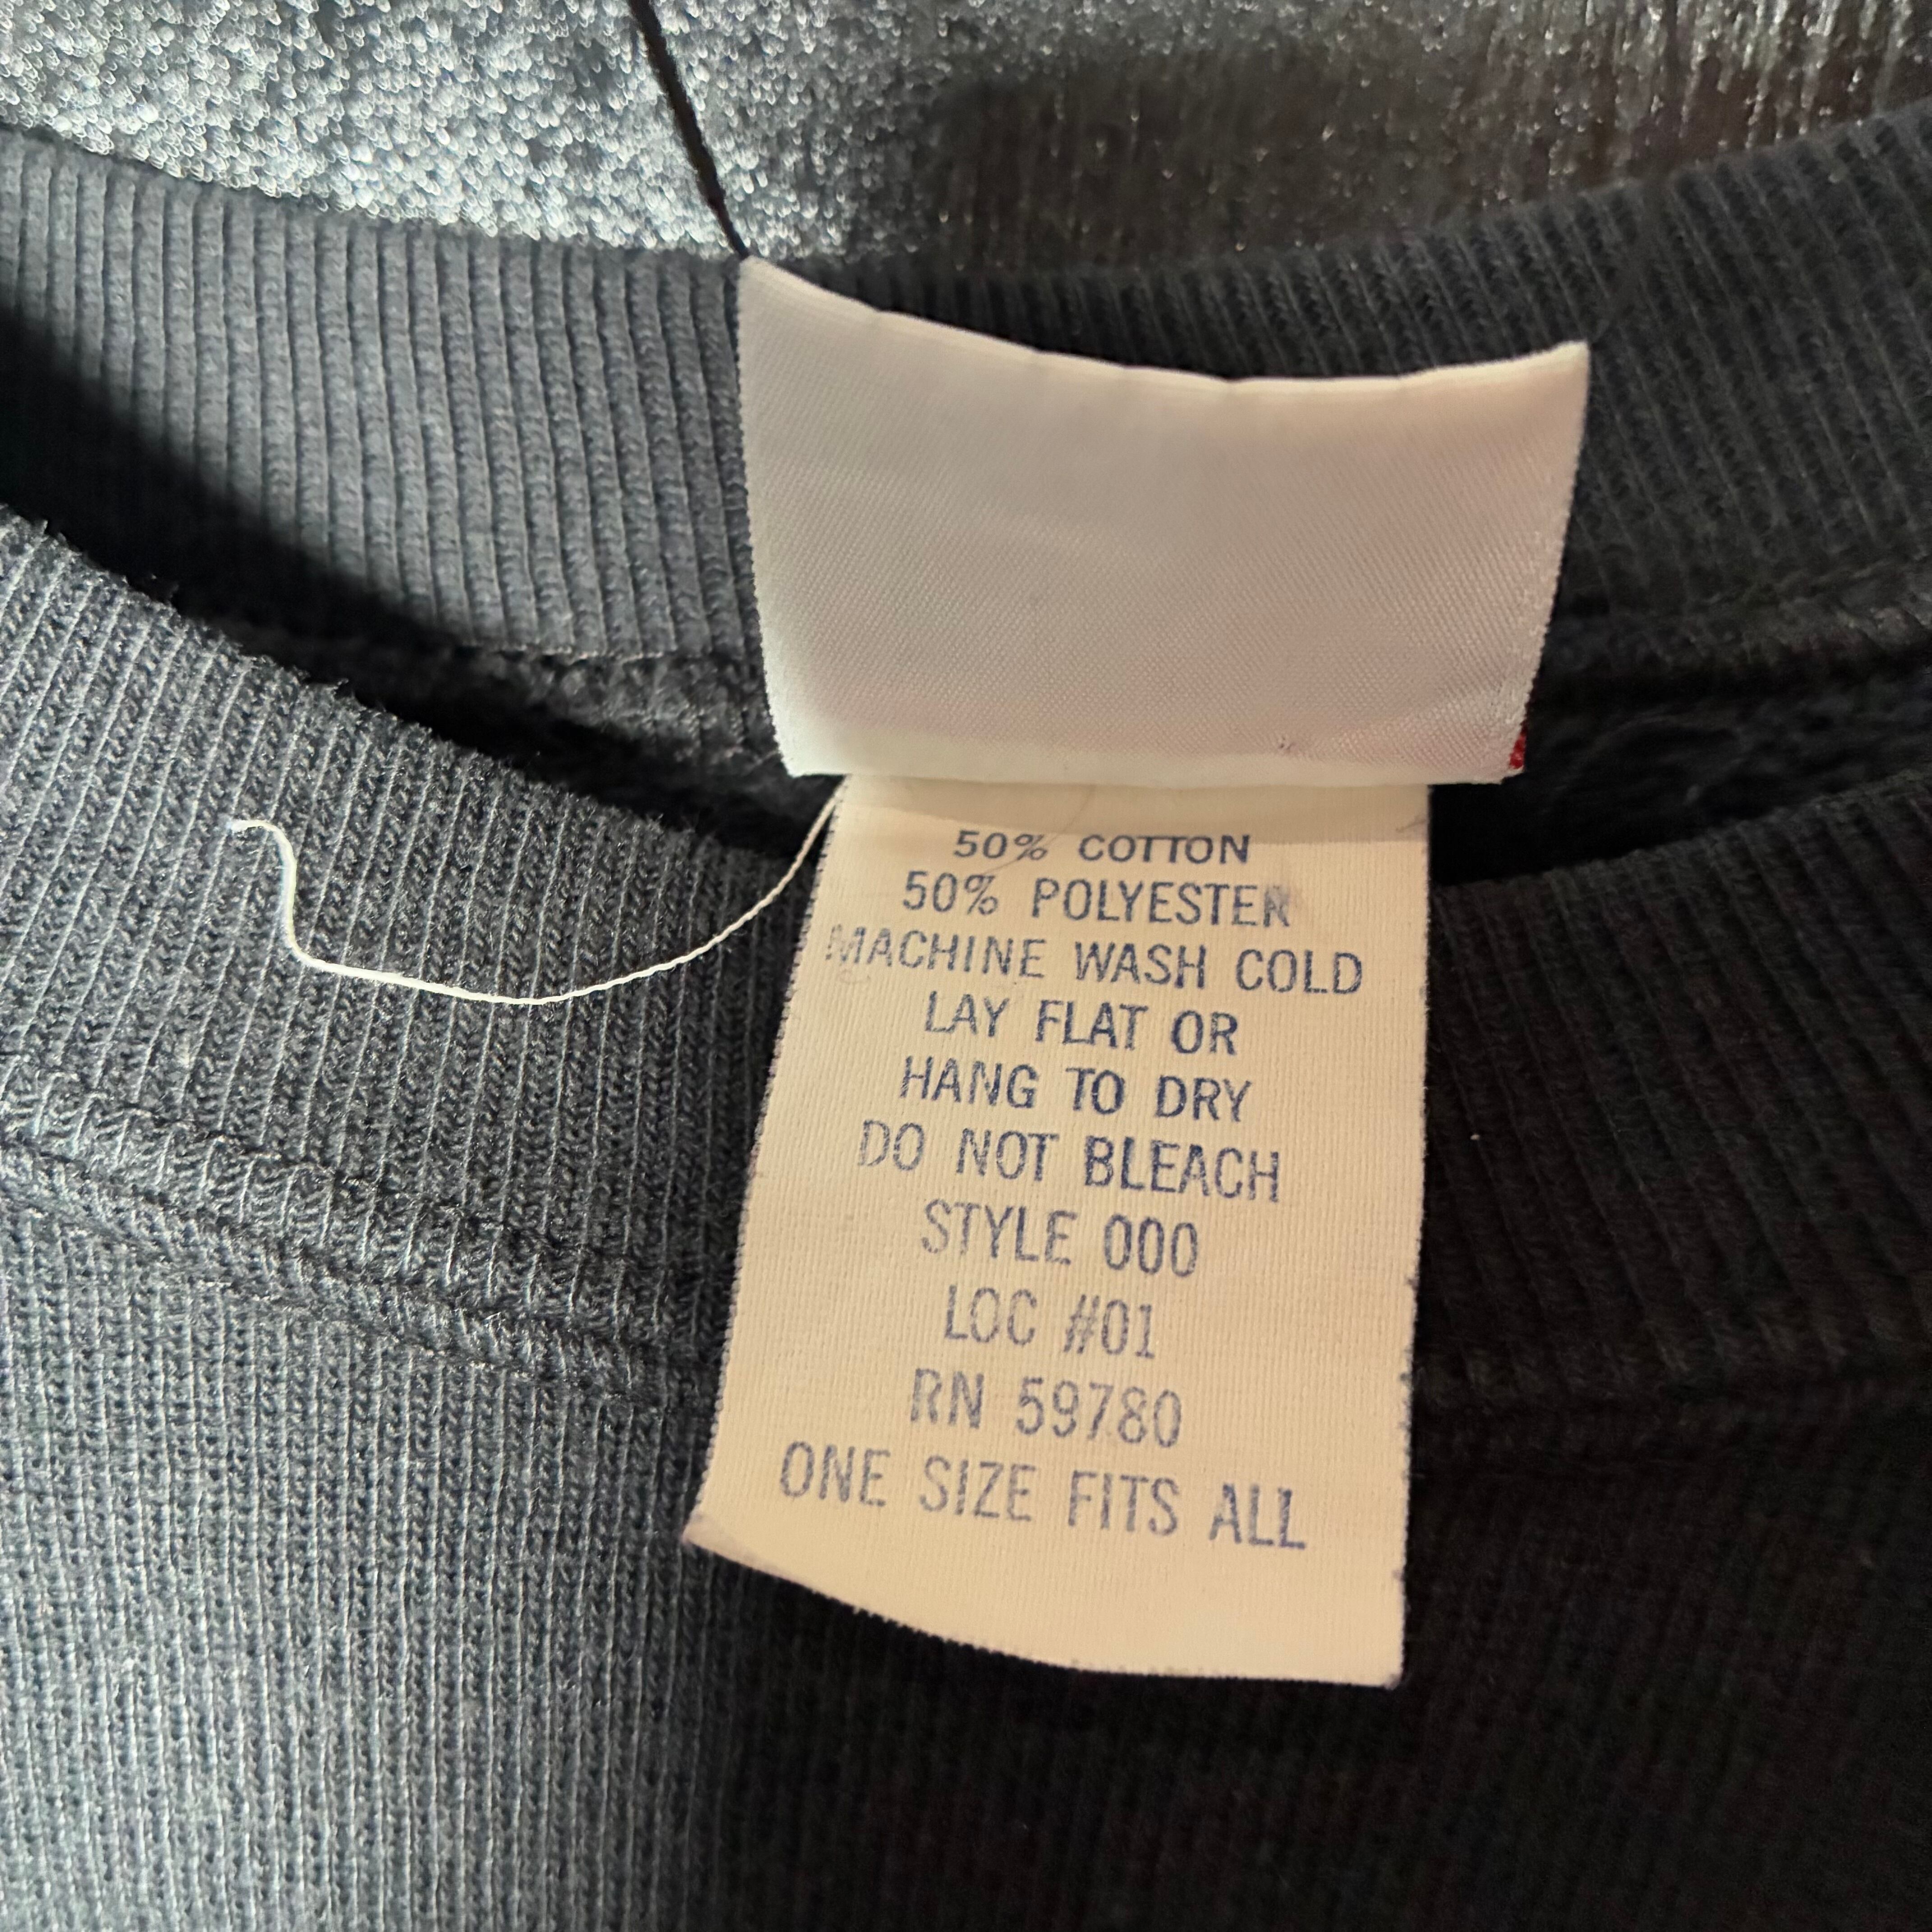 50% COTTON
50% POLYESTER
MACHINE WASH COLD
LAY FLAT OR
HANG TO DRY
DO NOT BLEACH
STYLE 000
LOC #01
RN 59780
ONE SIZE FITS ALL